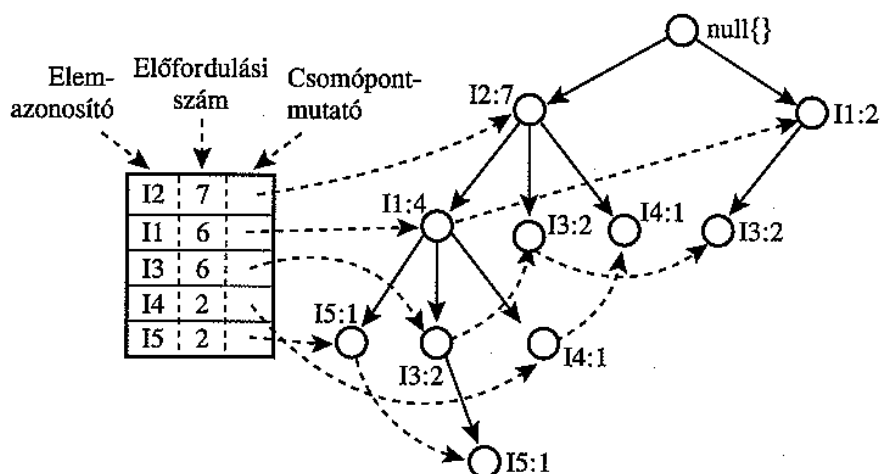 null{}
Elem-
azonosító
Előfordulási
szám
Csomópont-
mutató
I2:7
I1:2
I2 7
I1 6
I3 6
I4 2
I5 2
I1:4
I3:2
I4:1
I3:2
I5:1
I3:2
I4:1
I5:1